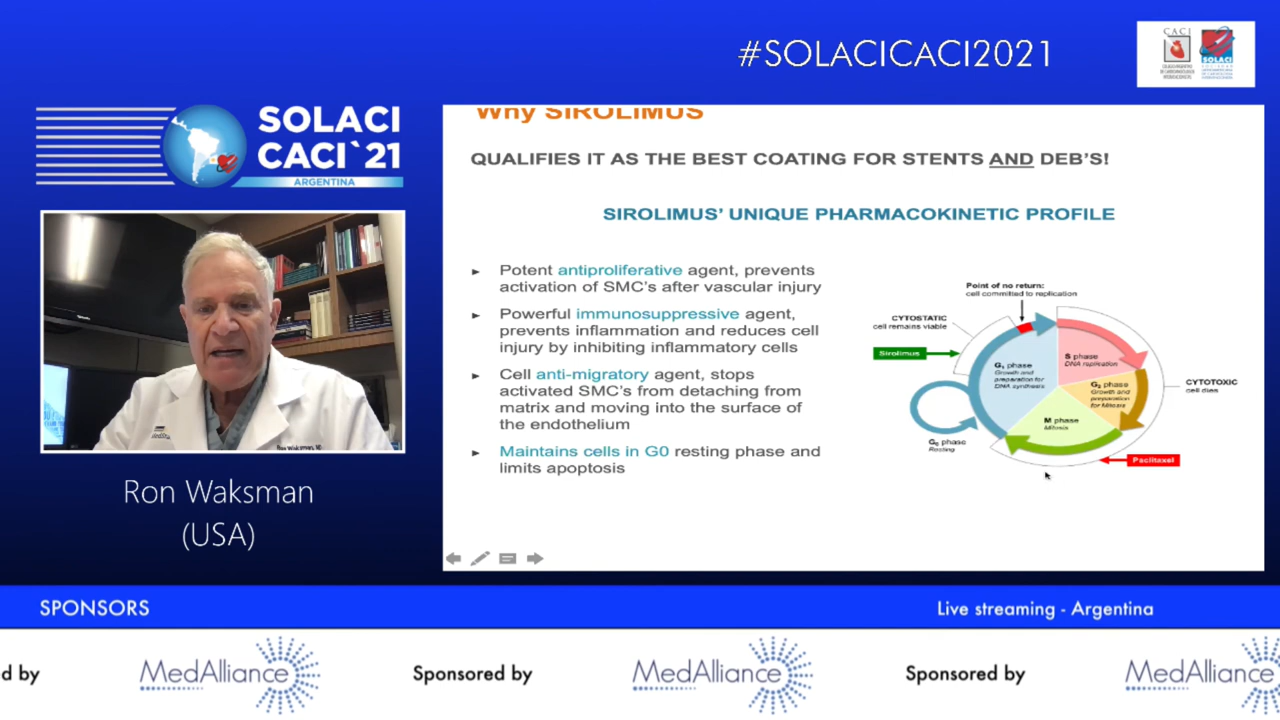 #SOLACICACI2021
CACI
SOLACI
SOLACI
CACI`21
ARGENTINA
Ron Waksman
(USA)
Why SIROLIMUS
QUALIFIES IT AS THE BEST COATING FOR STENTS AND DEB'S!
SIROLIMUS' UNIQUE PHARMACOKINETIC PROFILE
► Potent antiproliferative agent, prevents
activation of SMC's after vascular injury
► Powerful immunosuppressive agent,
prevents inflammation and reduces cell
injury by inhibiting inflammatory cells
► Cell anti-migratory agent, stops
activated SMC's from detaching from
matrix and moving into the surface of
the endothelium
► Maintains cells in G0 resting phase and
limits apoptosis
Point of no return:
cell committed to replication
CYTOSTATIC
cell remains viable
Sirolimus
G₁ phase
Growth and
preparation for
DNA synthesis
S phase
DNA replication
G₂ phase
Growth and
preparation
for Mitosis
M phase
Mitosis
G₀ phase
Resting
CYTOTOXIC
cell dies
Paclitaxel
SPONSORS
Live streaming - Argentina
d by
MedAlliance
Sponsored by
MedAlliance
Sponsored by
MedAlliance